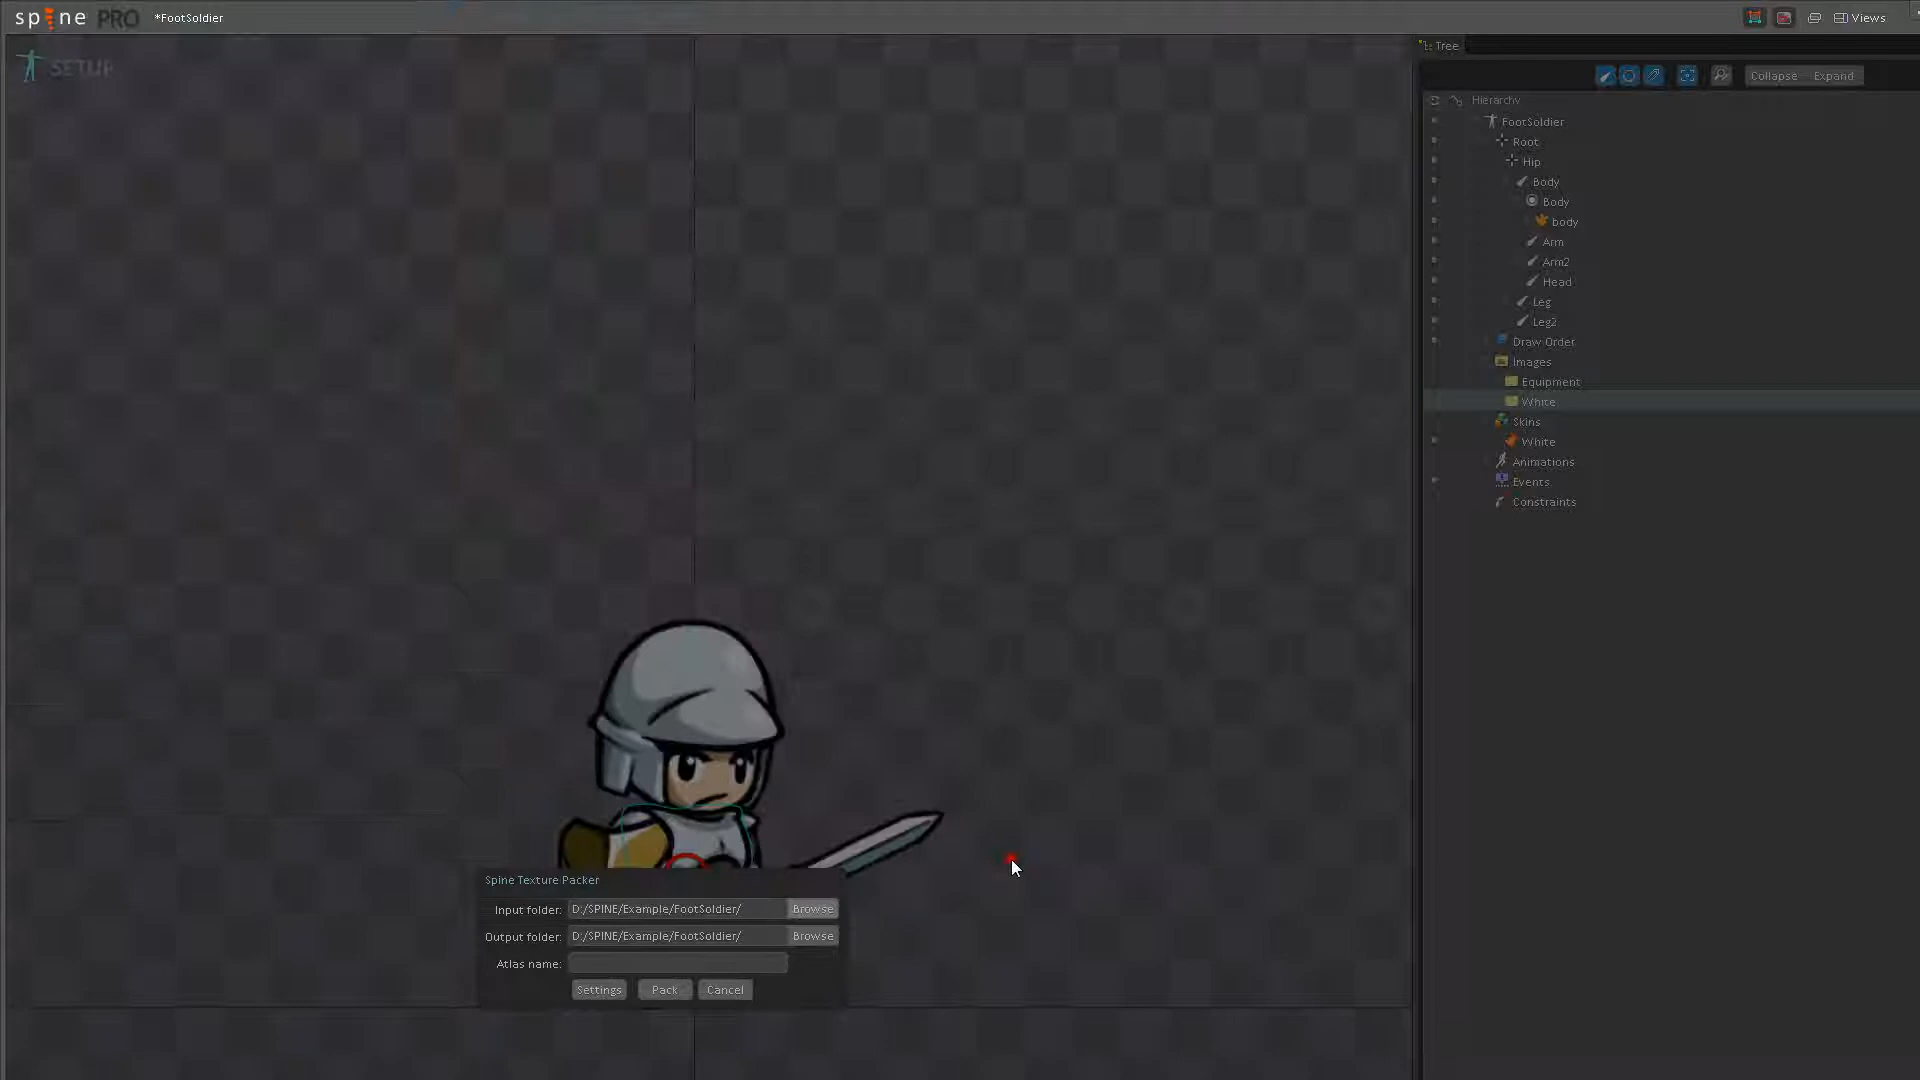 spine PRO *FootSoldier Views
SETUP
Tree
Collapse Expand
Hierarchy
FootSoldier
Root
Hip
Body
Body
body
Arm
Arm2
Head
Leg
Leg2
Draw Order
Images
Equipment
White
Skins
White
Animations
Events
Constraints
Spine Texture Packer
Input folder: D:/SPINE/Example/FootSoldier/ Browse
Output folder: D:/SPINE/Example/FootSoldier/ Browse
Atlas name:
Settings Pack Cancel